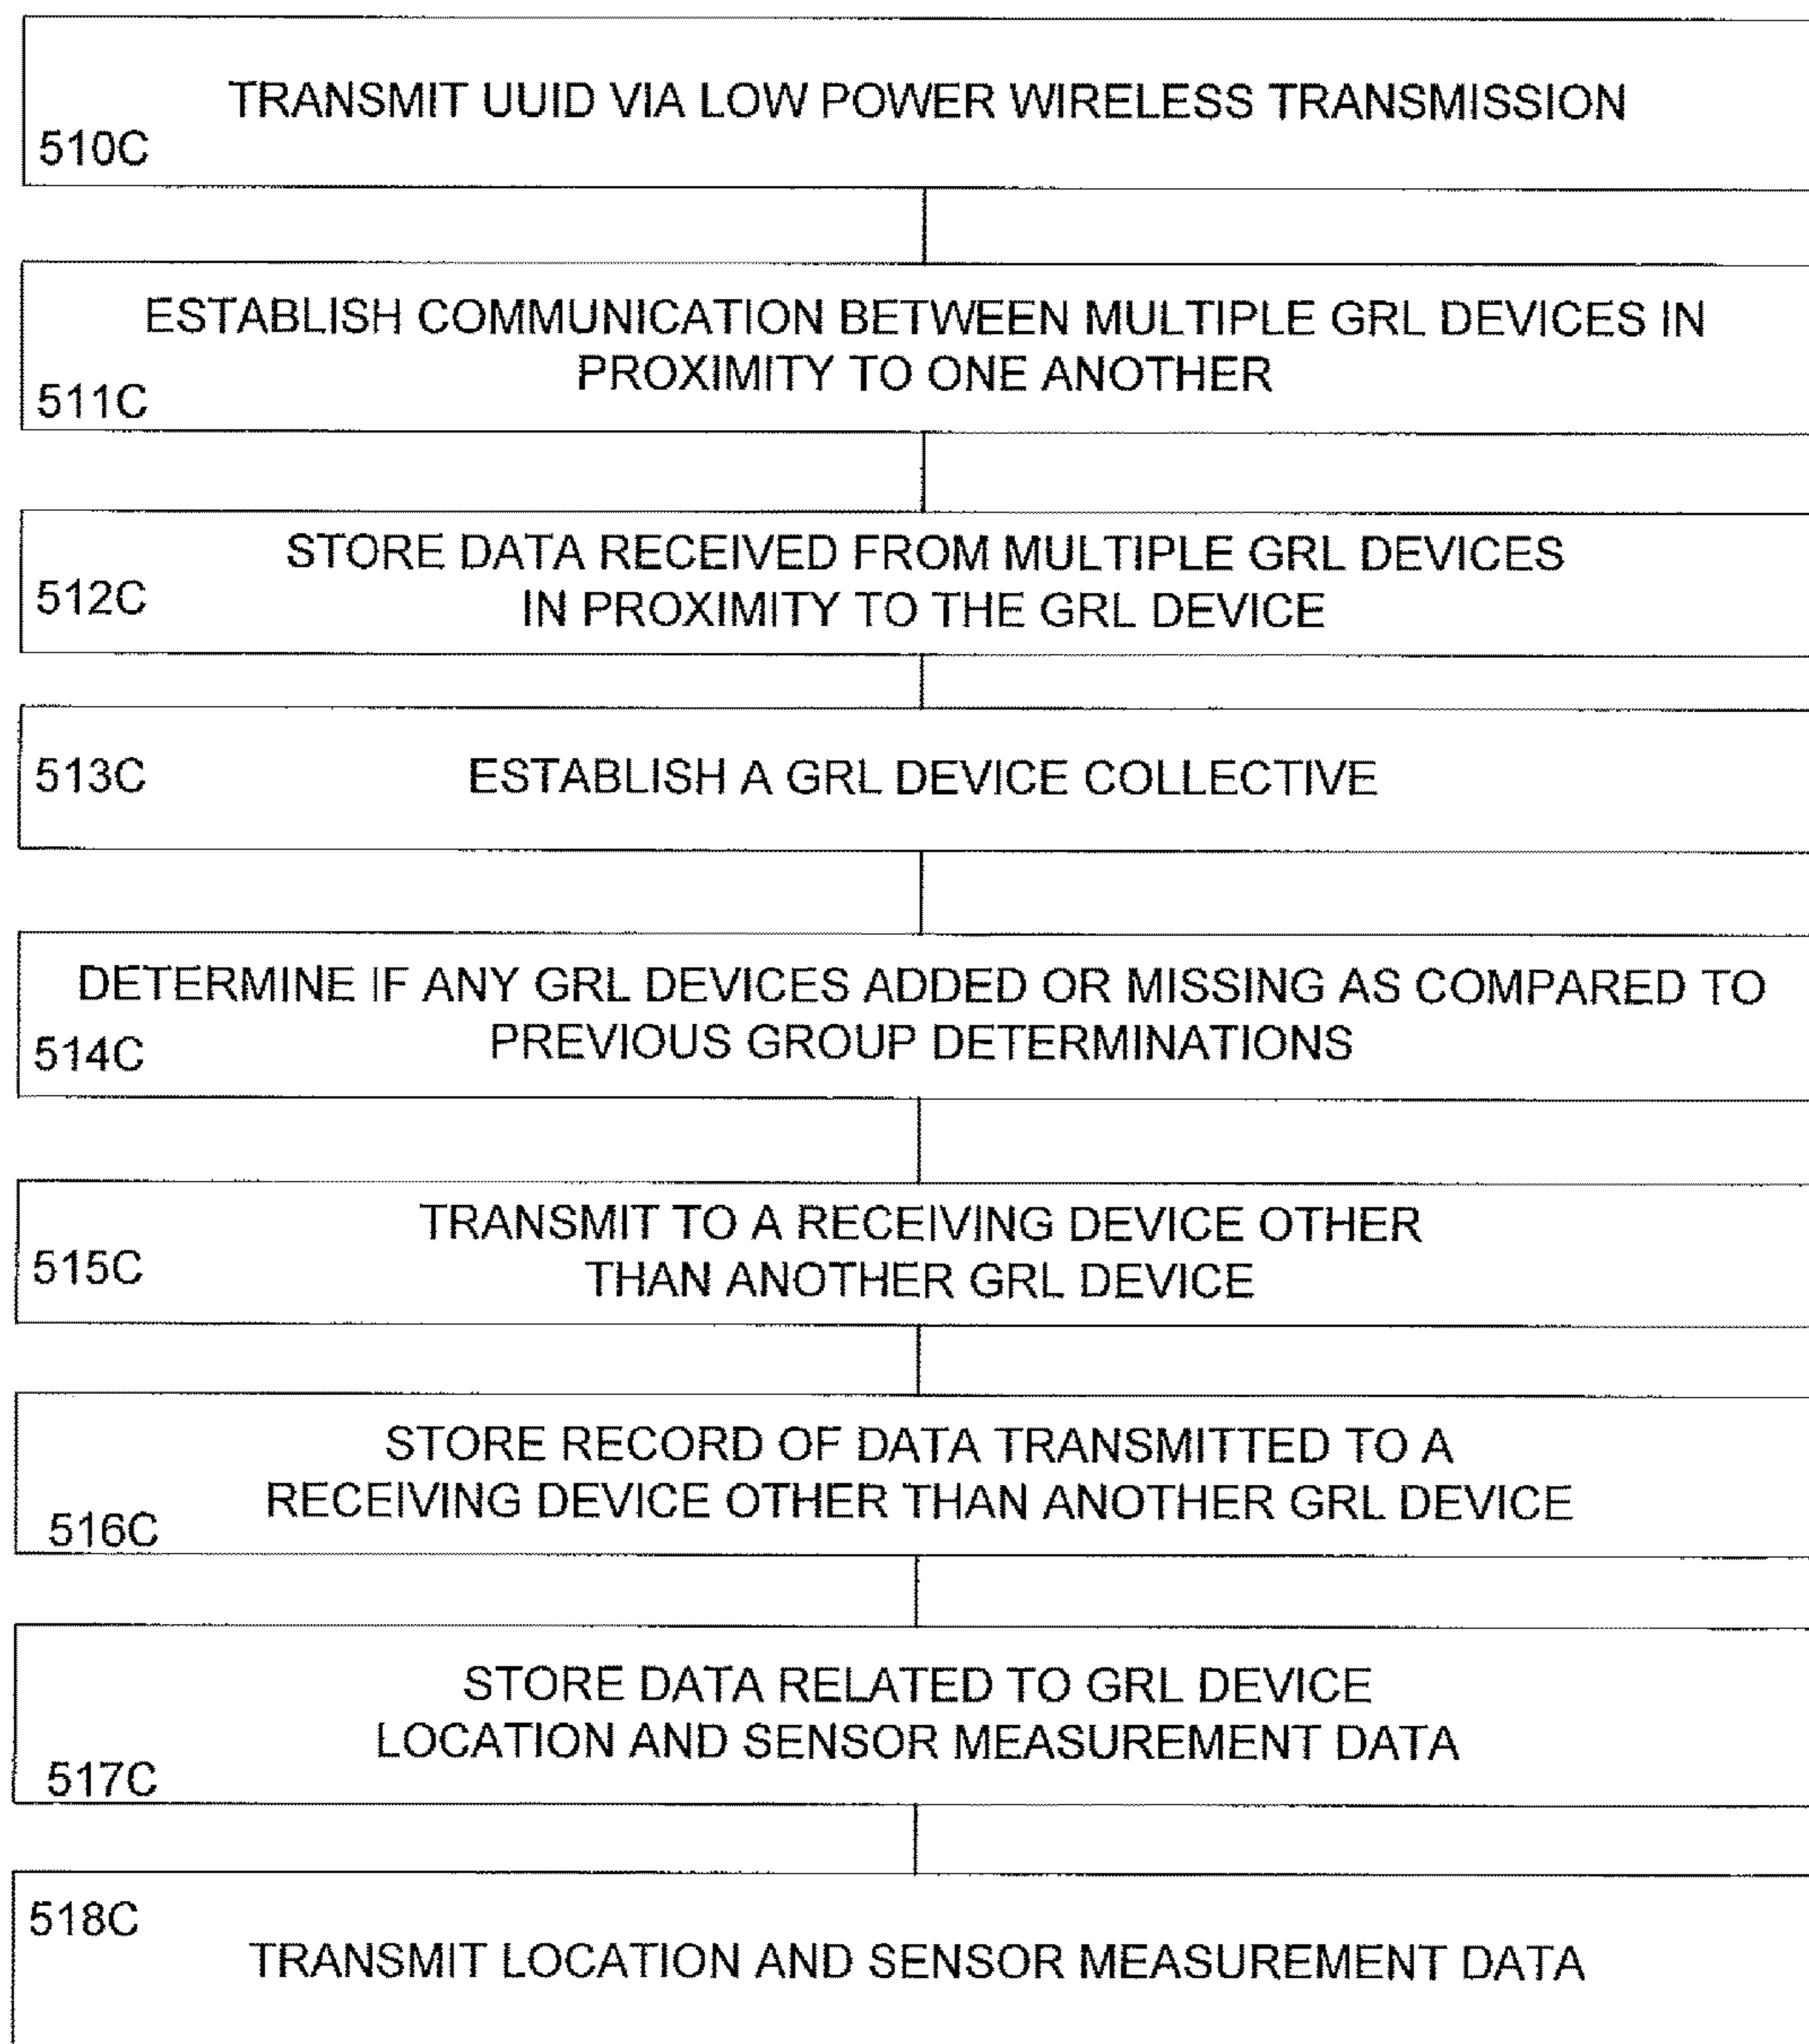 TRANSMIT UUID VIA LOW POWER WIRELESS TRANSMISSION
510C
ESTABLISH COMMUNICATION BETWEEN MULTIPLE GRL DEVICES IN
PROXIMITY TO ONE ANOTHER
511C
STORE DATA RECEIVED FROM MULTIPLE GRL DEVICES
512C
IN PROXIMITY TO THE GRL DEVICE
513C
ESTABLISH A GRL DEVICE COLLECTIVE
DETERMINE IF ANY GRL DEVICES ADDED OR MISSING AS COMPARED TO
PREVIOUS GROUP DETERMINATIONS
514C
TRANSMIT TO A RECEIVING DEVICE OTHER
515C
THAN ANOTHER GRL DEVICE
STORE RECORD OF DATA TRANSMITTED TO A
RECEIVING DEVICE OTHER THAN ANOTHER GRL DEVICE
516C
STORE DATA RELATED TO GRL DEVICE
LOCATION AND SENSOR MEASUREMENT DATA
517C
518C
TRANSMIT LOCATION AND SENSOR MEASUREMENT DATA